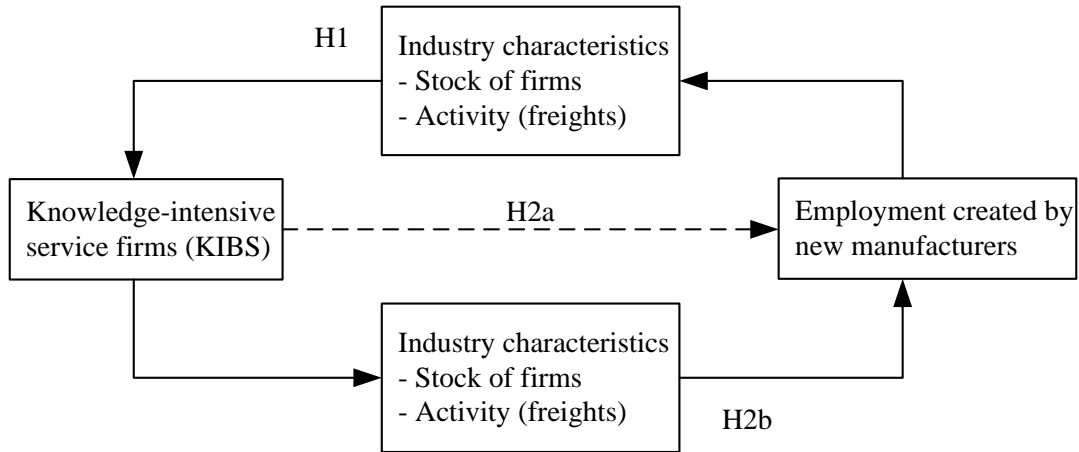 H1
Industry characteristics
- Stock of firms
- Activity (freights)
Knowledge-intensive
service firms (KIBS)
H2a
Employment created by
new manufacturers
Industry characteristics
- Stock of firms
- Activity (freights)
H2b